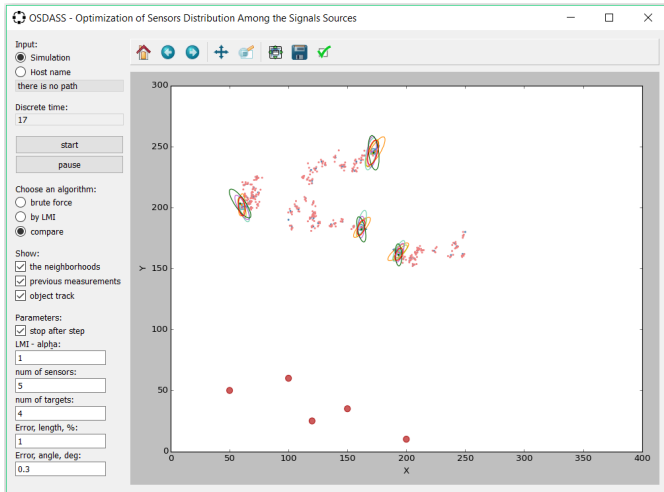 OSDASS - Optimization of Sensors Distribution Among the Signals Sources
Input:
Simulation
Host name
there is no path
Discrete time:
17
start
pause
Choose an algorithm:
brute force
by LMI
compare
Show:
the neighborhoods
previous measurements
object track
Parameters:
stop after step
LMI - alpha:
1
num of sensors:
5
num of targets:
4
Error, length, %:
1
Error, angle, deg:
0.3
300
250
200
150
100
50
0
Y
0 50 100 150 200 250 300 350 400
X